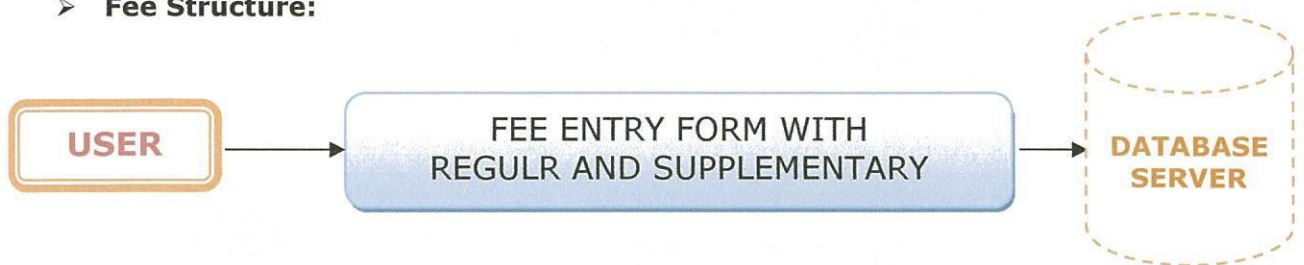 ➢ Fee Structure:
USER
FEE ENTRY FORM WITH
REGULR AND SUPPLEMENTARY
DATABASE
SERVER